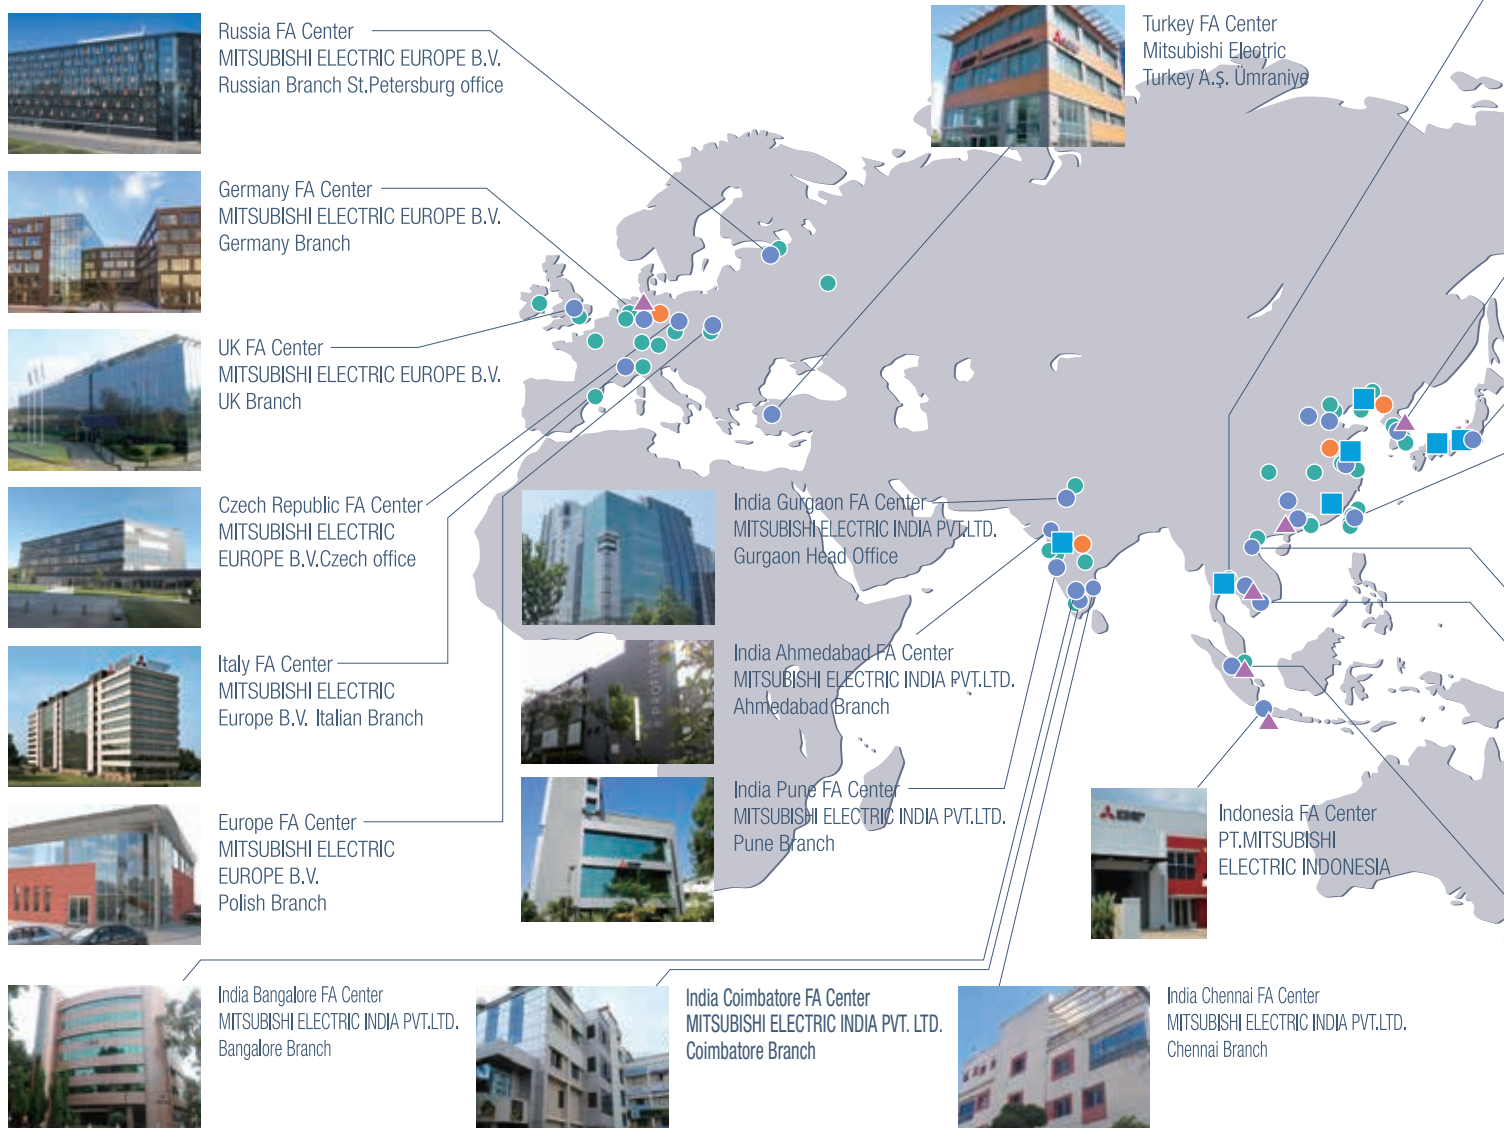 Russia FA Center
MITSUBISHI ELECTRIC EUROPE B.V.
Russian Branch St.Petersburg office
Turkey FA Center
Mitsubishi Electric
Turkey A.Ş. Ümraniye
Germany FA Center
MITSUBISHI ELECTRIC EUROPE B.V.
Germany Branch
UK FA Center
MITSUBISHI ELECTRIC EUROPE B.V.
UK Branch
Czech Republic FA Center
MITSUBISHI ELECTRIC
EUROPE B.V.Czech office
India Gurgaon FA Center
MITSUBISHI ELECTRIC INDIA PVT.LTD.
Gurgaon Head Office
Italy FA Center
MITSUBISHI ELECTRIC
Europe B.V. Italian Branch
India Ahmedabad FA Center
MITSUBISHI ELECTRIC INDIA PVT.LTD.
Ahmedabad Branch
Europe FA Center
MITSUBISHI ELECTRIC
EUROPE B.V.
Polish Branch
India Pune FA Center
MITSUBISHI ELECTRIC INDIA PVT.LTD.
Pune Branch
Indonesia FA Center
PT.MITSUBISHI
ELECTRIC INDONESIA
India Bangalore FA Center
MITSUBISHI ELECTRIC INDIA PVT.LTD.
Bangalore Branch
India Coimbatore FA Center
MITSUBISHI ELECTRIC INDIA PVT. LTD.
Coimbatore Branch
India Chennai FA Center
MITSUBISHI ELECTRIC INDIA PVT.LTD.
Chennai Branch